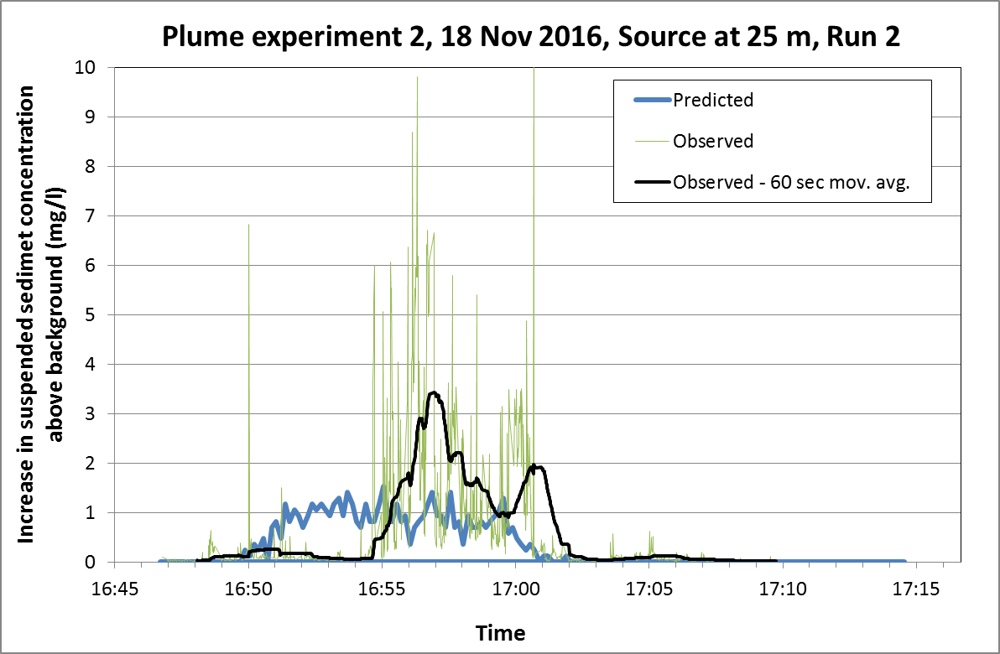 Plume experiment 2, 18 Nov 2016, Source at 25 m, Run 2
Increase in suspended sedimet concentration
above background (mg/l)
10
9
8
7
6
5
4
3
2
1
0
Predicted
Observed
Observed - 60 sec mov. avg.
16:45
16:50
16:55
17:00
17:05
17:10
17:15
Time